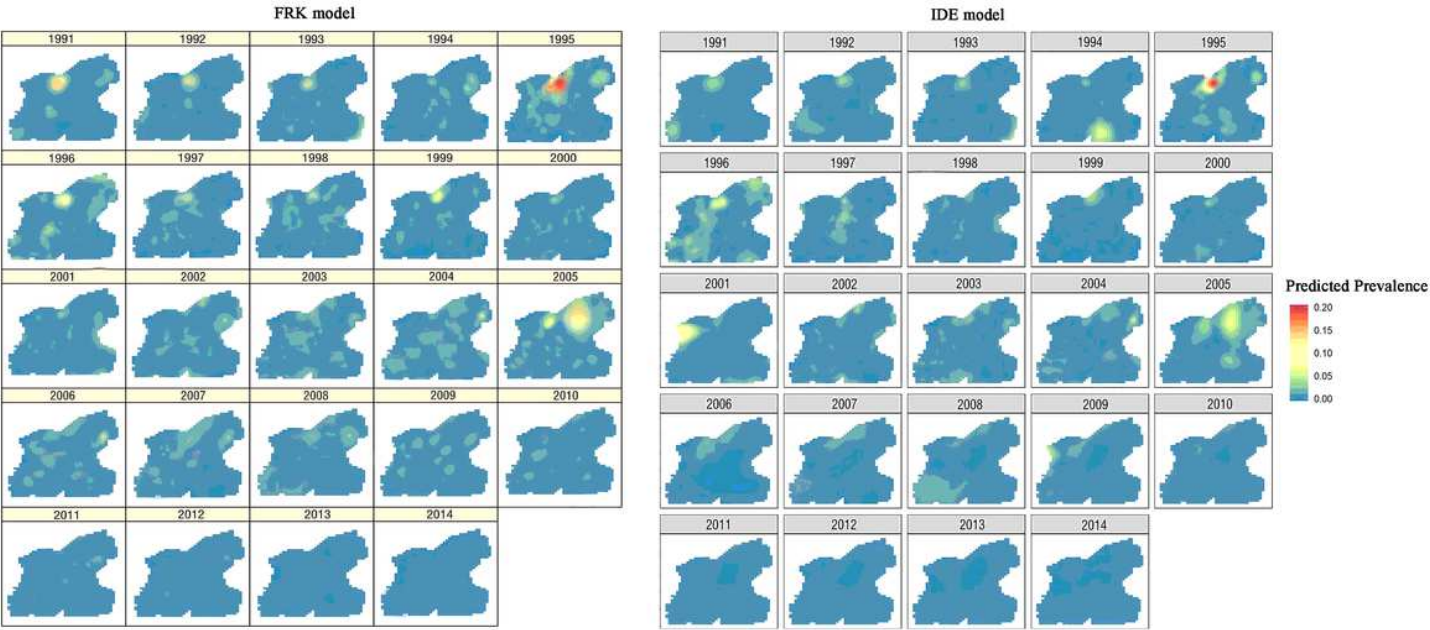 FRK model
1991 1992 1993 1994 1995
1996 1997 1998 1999 2000
2001 2002 2003 2004 2005
2006 2007 2008 2009 2010
2011 2012 2013 2014
IDE model
1991 1992 1993 1994 1995
1996 1997 1998 1999 2000
2001 2002 2003 2004 2005
2006 2007 2008 2009 2010
2011 2012 2013 2014
Predicted Prevalence
0.20
0.15
0.10
0.05
0.00